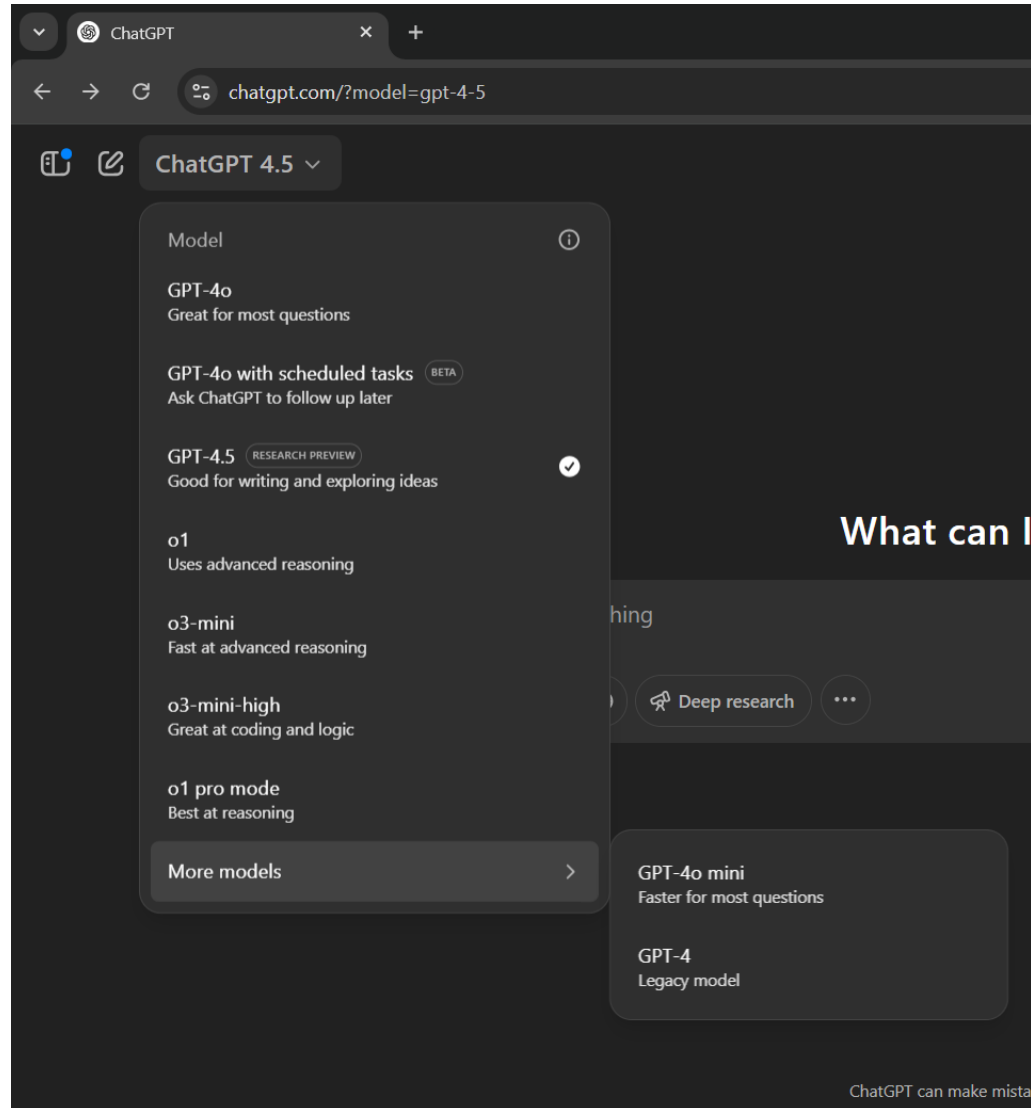 ChatGPT
chatgpt.com/?model=gpt-4-5
ChatGPT 4.5
Model
GPT-4o
Great for most questions
GPT-4o with scheduled tasks BETA
Ask ChatGPT to follow up later
GPT-4.5 RESEARCH PREVIEW
Good for writing and exploring ideas
o1
Uses advanced reasoning
o3-mini
Fast at advanced reasoning
o3-mini-high
Great at coding and logic
o1 pro mode
Best at reasoning
More models
GPT-4o mini
Faster for most questions
GPT-4
Legacy model
What can I
hing
Deep research
ChatGPT can make mista